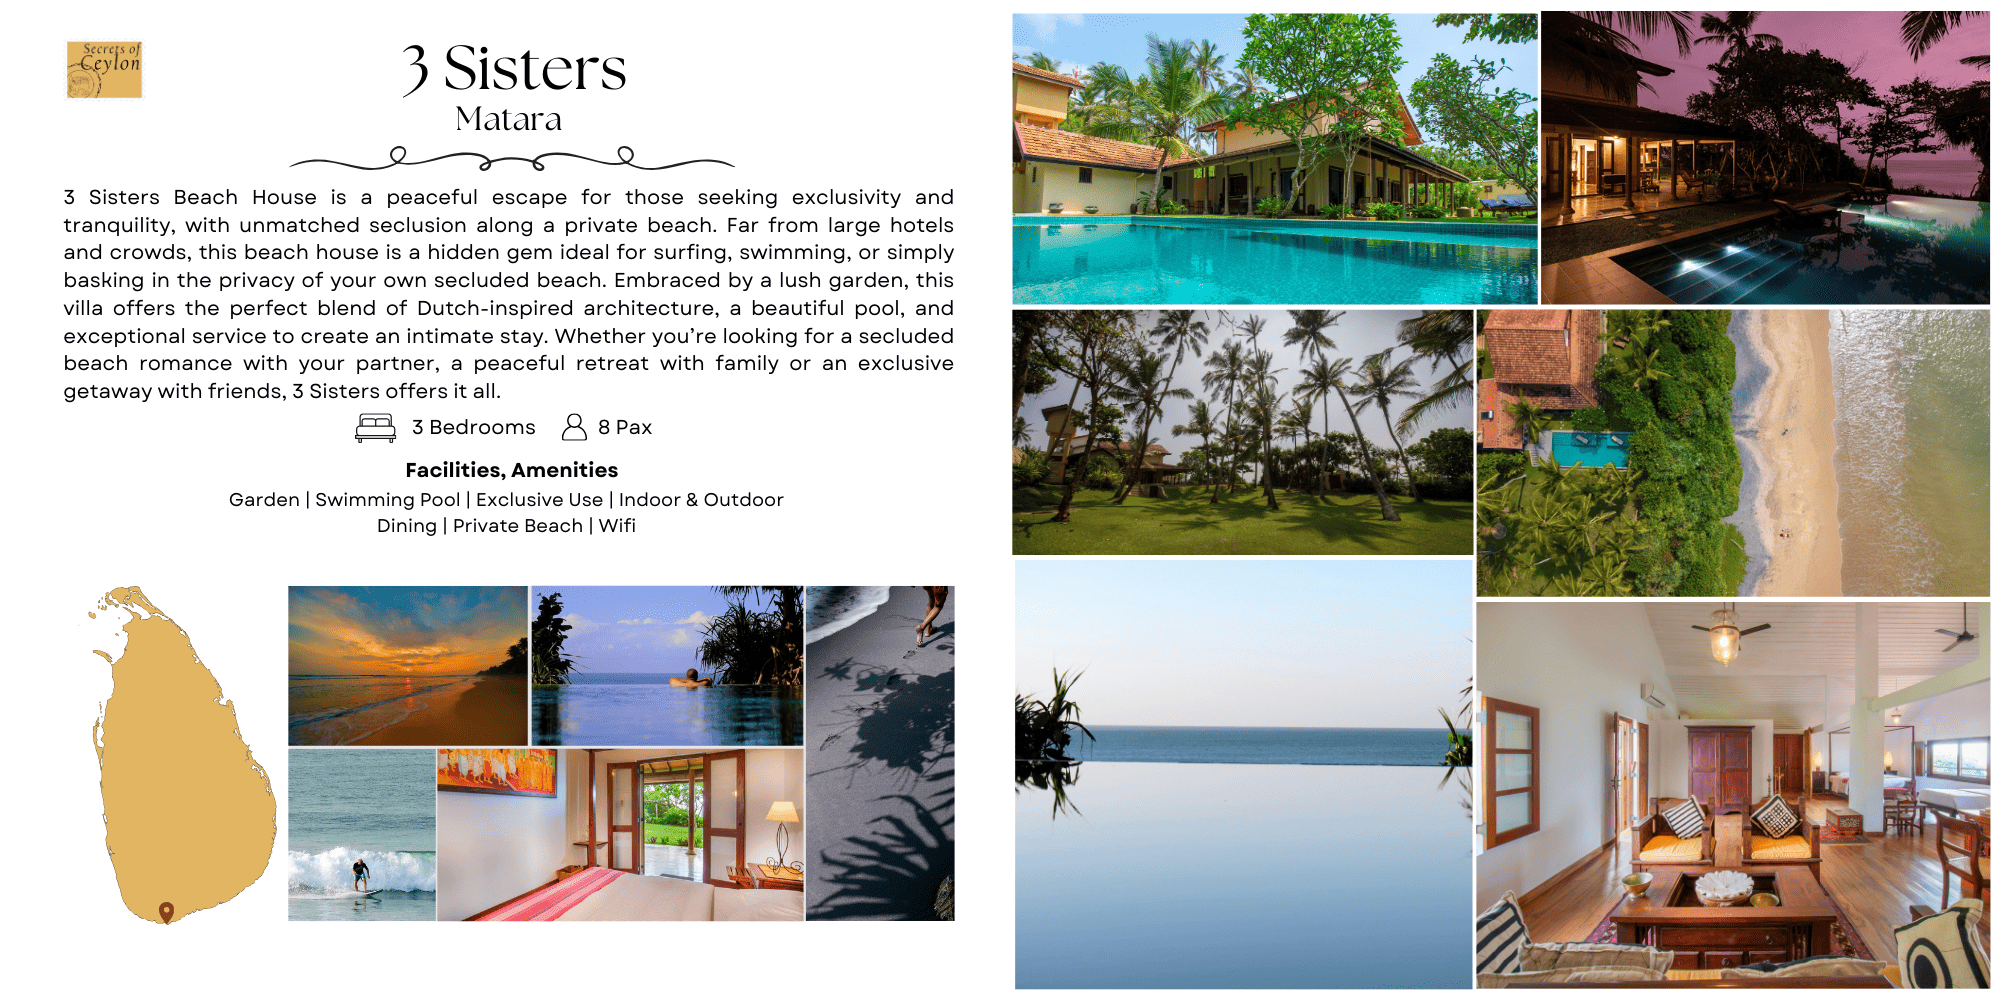 Secrets of
Ceylon
3 Sisters
Matara
3 Sisters Beach House is a peaceful escape for those seeking exclusivity and
tranquility, with unmatched seclusion along a private beach. Far from large hotels
and crowds, this beach house is a hidden gem ideal for surfing, swimming, or simply
basking in the privacy of your own secluded beach. Embraced by a lush garden, this
villa offers the perfect blend of Dutch-inspired architecture, a beautiful pool, and
exceptional service to create an intimate stay. Whether you’re looking for a secluded
beach romance with your partner, a peaceful retreat with family or an exclusive
getaway with friends, 3 Sisters offers it all.
3 Bedrooms 8 Pax
Facilities, Amenities
Garden | Swimming Pool | Exclusive Use | Indoor & Outdoor
Dining | Private Beach | Wifi